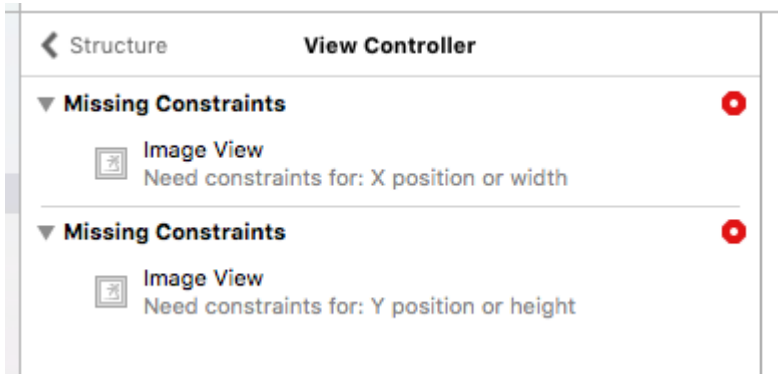 Structure
View Controller
Missing Constraints
Image View
Need constraints for: X position or width
Missing Constraints
Image View
Need constraints for: Y position or height